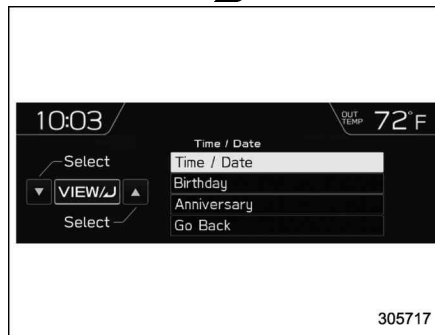 10:03
OUT TEMP 72°F
Time / Date
Select
Time / Date
Birthday
VIEW/
Anniversary
Select
Go Back
305717